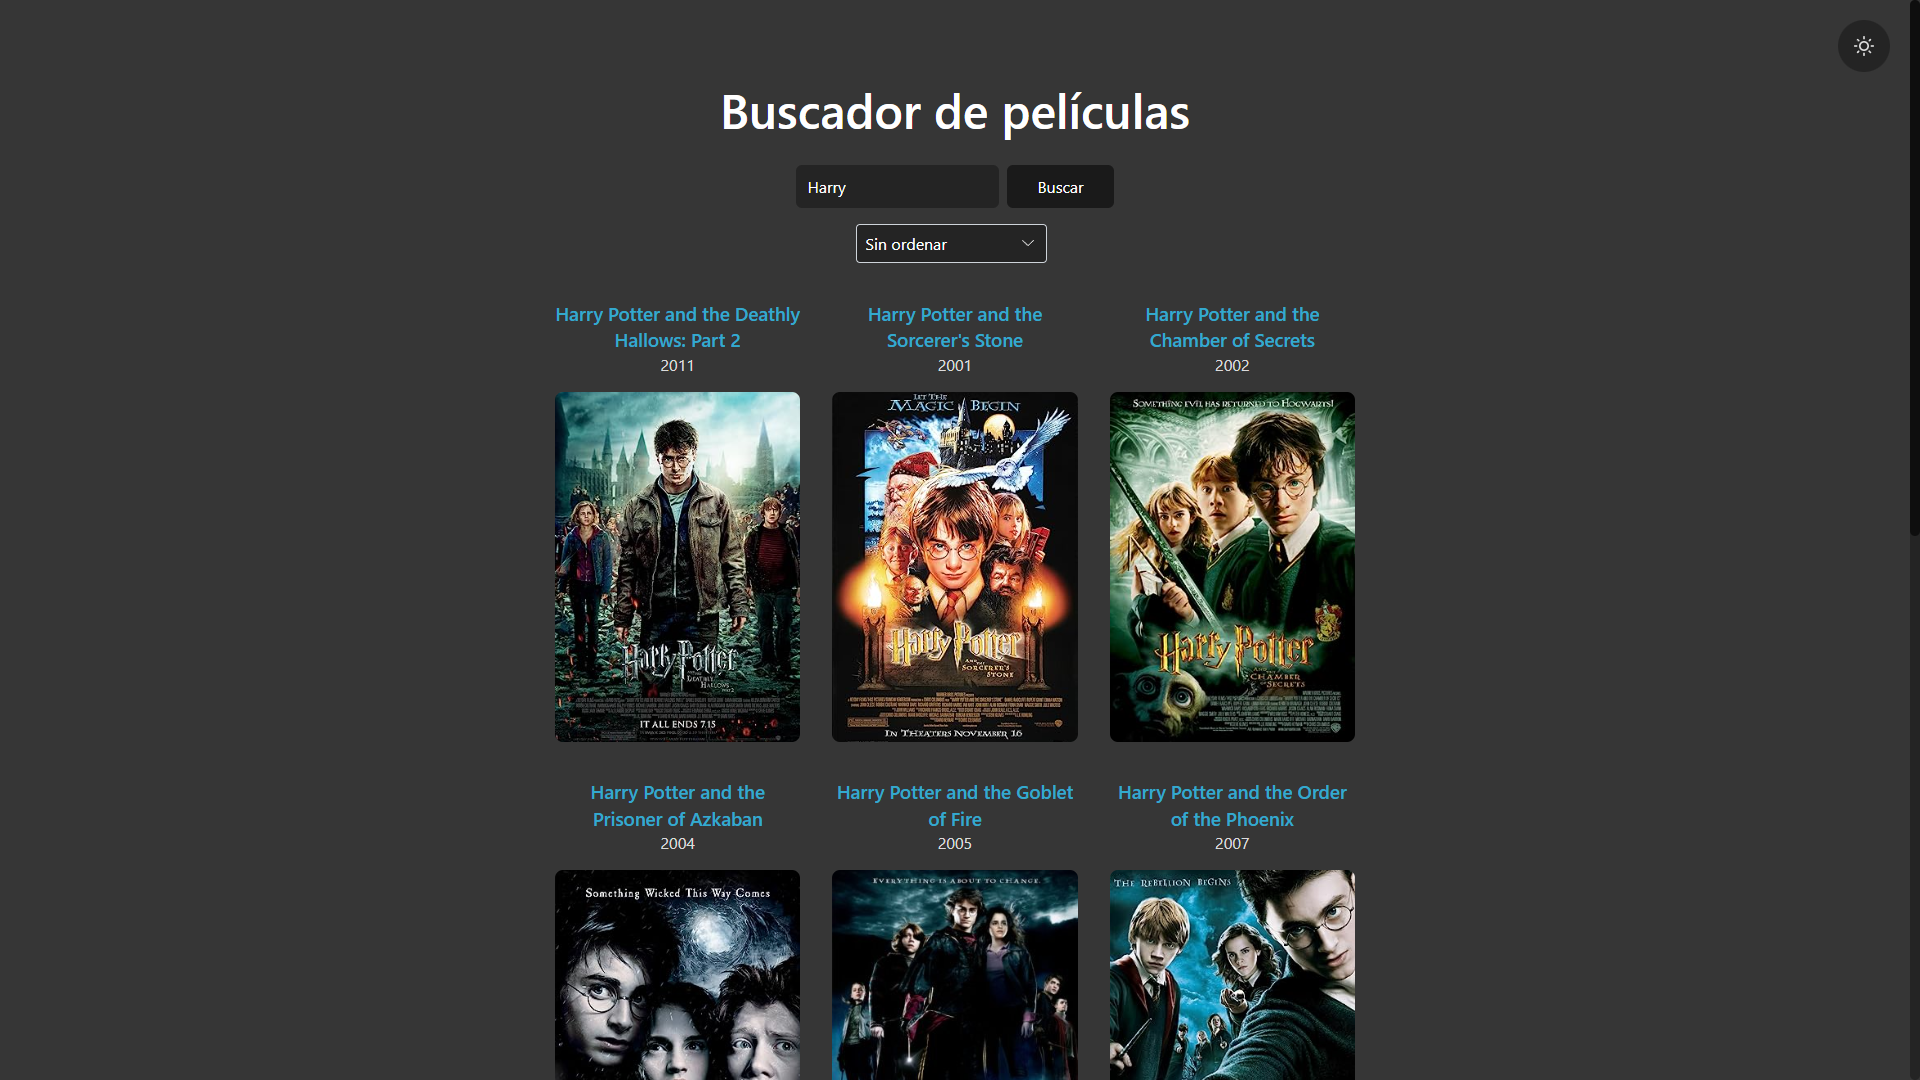 Buscador de películas
Harry
Buscar
Sin ordenar
Harry Potter and the Deathly
Hallows: Part 2
2011
Harry Potter and the
Sorcerer's Stone
2001
Harry Potter and the
Chamber of Secrets
2002
Harry Potter
DEATHLY
HALLOWS
IT ALL ENDS 7.15
LET THE
MAGIC BEGIN
Harry Potter
AND THE
SORCERER'S
STONE
IN THEATERS NOVEMBER 16
SOMETHING EVIL HAS RETURNED TO HOGWARTS!
Harry Potter
AND THE
CHAMBER
OF SECRETS
Harry Potter and the
Prisoner of Azkaban
2004
Harry Potter and the Goblet
of Fire
2005
Harry Potter and the Order
of the Phoenix
2007
Something Wicked This Way Comes
EVERYTHING IS ABOUT TO CHANGE.
THE REBELLION BEGINS